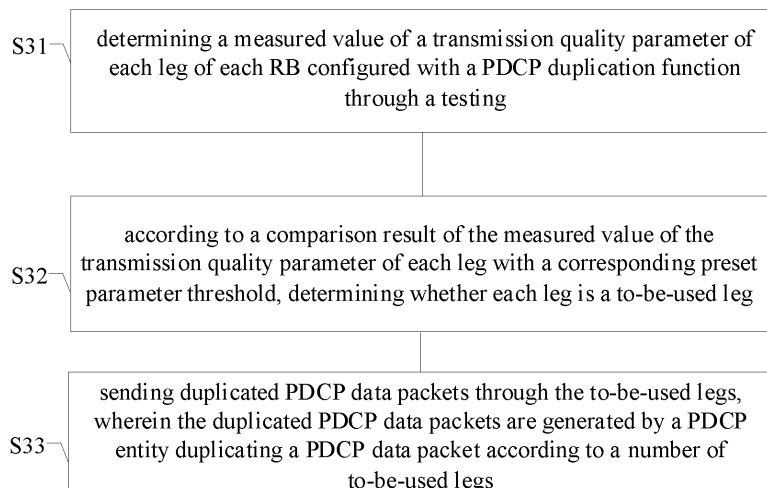 S31
determining a measured value of a transmission quality parameter of
each leg of each RB configured with a PDCP duplication function
through a testing
S32
according to a comparison result of the measured value of the
transmission quality parameter of each leg with a corresponding preset
parameter threshold, determining whether each leg is a to-be-used leg
S33
sending duplicated PDCP data packets through the to-be-used legs,
wherein the duplicated PDCP data packets are generated by a PDCP
entity duplicating a PDCP data packet according to a number of
to-be-used legs